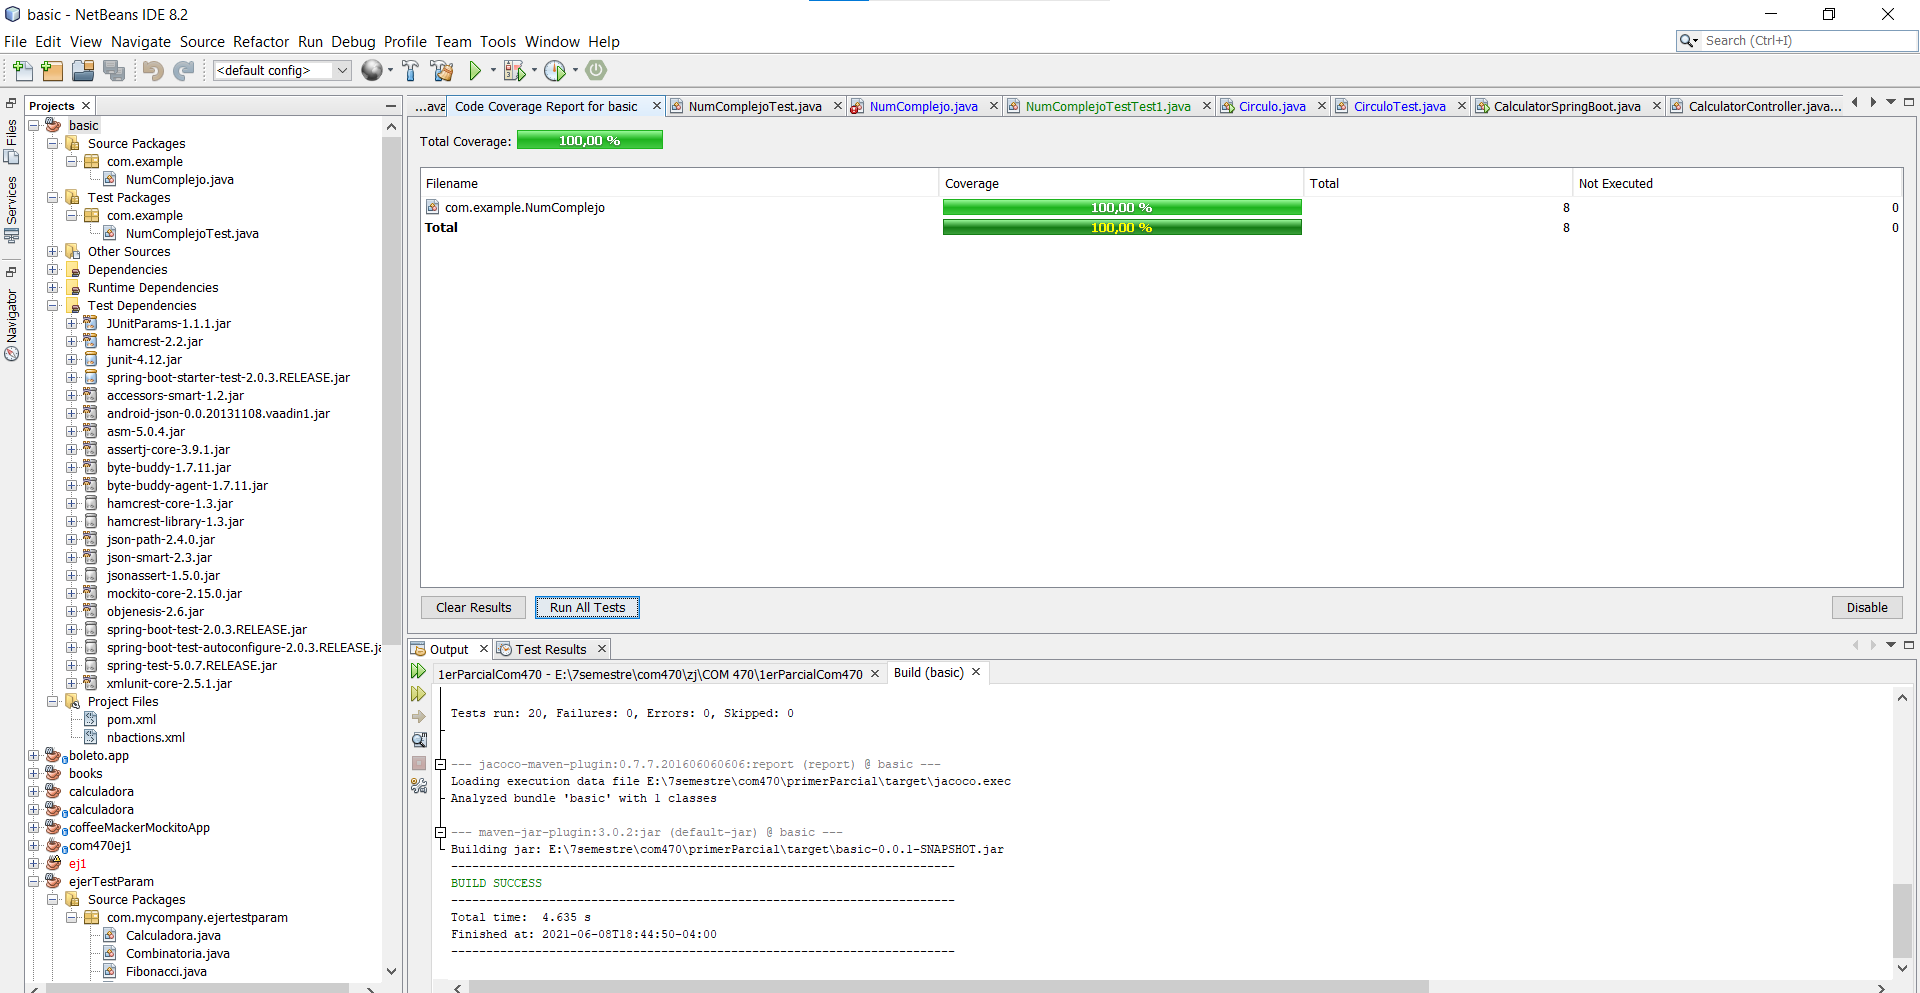 basic - NetBeans IDE 8.2
File Edit View Navigate Source Refactor Run Debug Profile Team Tools Window Help
Search (Ctrl+I)
<default config>
Files
Services
Navigator
Projects
basic
Source Packages
com.example
NumComplejo.java
Test Packages
com.example
NumComplejoTest.java
Other Sources
Dependencies
Runtime Dependencies
Test Dependencies
JUnitParams-1.1.1.jar
hamcrest-2.2.jar
junit-4.12.jar
spring-boot-starter-test-2.0.3.RELEASE.jar
accessors-smart-1.2.jar
android-json-0.0.20131108.vaadin1.jar
asm-5.0.4.jar
assertj-core-3.9.1.jar
byte-buddy-1.7.11.jar
byte-buddy-agent-1.7.11.jar
hamcrest-core-1.3.jar
hamcrest-library-1.3.jar
json-path-2.4.0.jar
json-smart-2.3.jar
jsonassert-1.5.0.jar
mockito-core-2.15.0.jar
objenesis-2.6.jar
spring-boot-test-2.0.3.RELEASE.jar
spring-boot-test-autoconfigure-2.0.3.RELEASE.ja
spring-test-5.0.7.RELEASE.jar
xmlunit-core-2.5.1.jar
Project Files
pom.xml
nbactions.xml
boleto.app
books
calculadora
calculadora
coffeeMackerMockitoApp
com470ej1
ej1
ejerTestParam
Source Packages
com.mycompany.ejertestparam
Calculadora.java
Combinatoria.java
Fibonacci.java
...ava Code Coverage Report for basic NumComplejoTest.java NumComplejo.java NumComplejoTestTest1.java Circulo.java CirculoTest.java CalculatorSpringBoot.java CalculatorController.java...
Total Coverage: 100,00 %
Filename Coverage Total Not Executed
com.example.NumComplejo 100,00 % 8 0
Total 100,00 % 8 0
Clear Results Run All Tests Disable
Output Test Results
1erParcialCom470 - E:\7semestre\com470\zj\COM 470\1erParcialCom470 Build (basic)
Tests run: 20, Failures: 0, Errors: 0, Skipped: 0
--- jacoco-maven-plugin:0.7.7.201606060606:report (report) @ basic ---
Loading execution data file E:\7semestre\com470\primerParcial\target\jacoco.exec
Analyzed bundle 'basic' with 1 classes
--- maven-jar-plugin:3.0.2:jar (default-jar) @ basic ---
Building jar: E:\7semestre\com470\primerParcial\target\basic-0.0.1-SNAPSHOT.jar
------------------------------------------------------------------------
BUILD SUCCESS
------------------------------------------------------------------------
Total time: 4.635 s
Finished at: 2021-06-08T18:44:50-04:00
------------------------------------------------------------------------